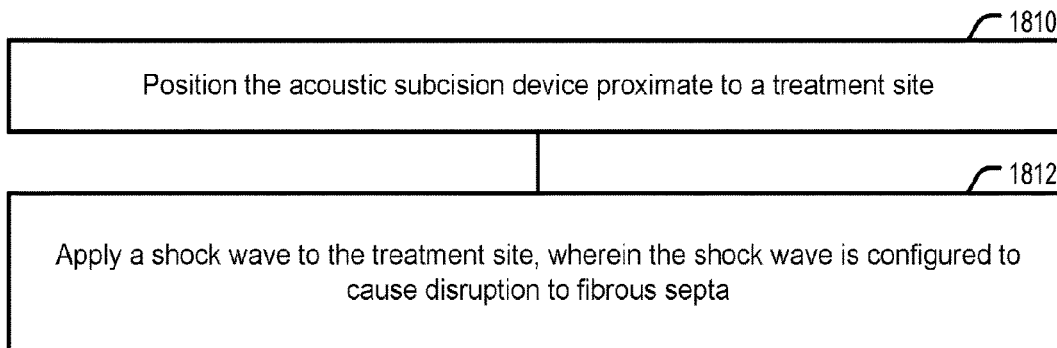 1810
Position the acoustic subcision device proximate to a treatment site
1812
Apply a shock wave to the treatment site, wherein the shock wave is configured to
cause disruption to fibrous septa